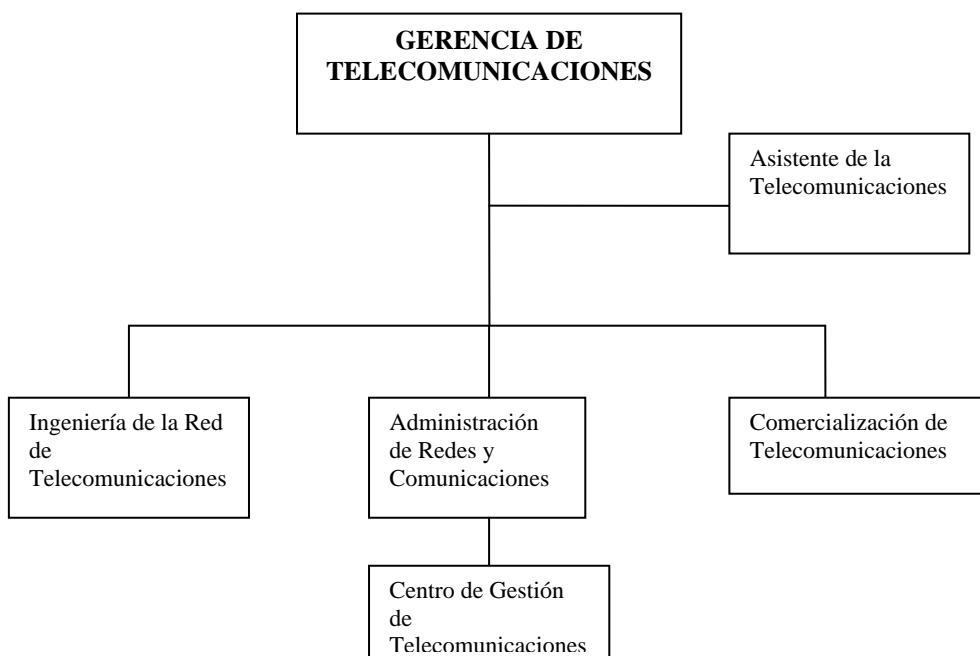 GERENCIA DE
TELECOMUNICACIONES
Asistente de la
Telecomunicaciones
Ingeniería de la Red
de
Telecomunicaciones
Administración
de Redes y
Comunicaciones
Comercialización de
Telecomunicaciones
Centro de Gestión
de
Telecomunicaciones